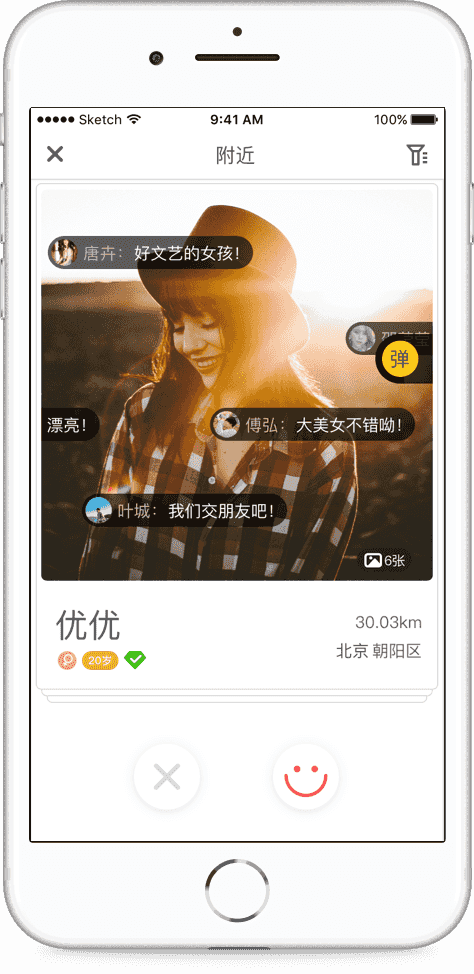 Sketch 9:41 AM 100%
附近
唐卉：好文艺的女孩！
弹
漂亮！
傅弘：大美女不错呦！
叶城：我们交朋友吧！
6张
优优
30.03km
20岁
北京 朝阳区